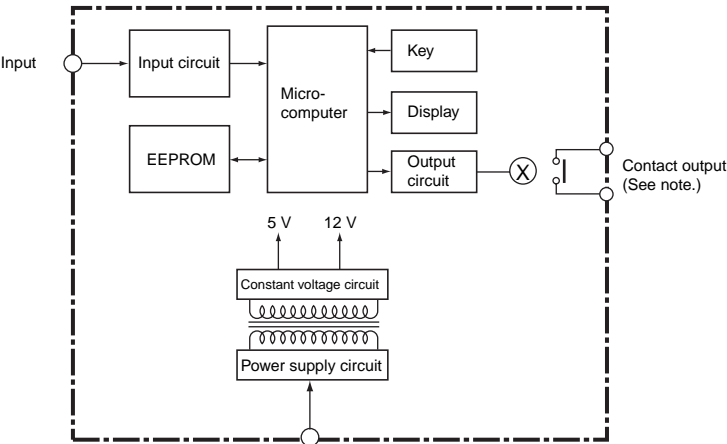 Input
Input circuit
Micro-
computer
Key
Display
EEPROM
Output
circuit
X
Contact output
(See note.)
5 V
12 V
Constant voltage circuit
Power supply circuit